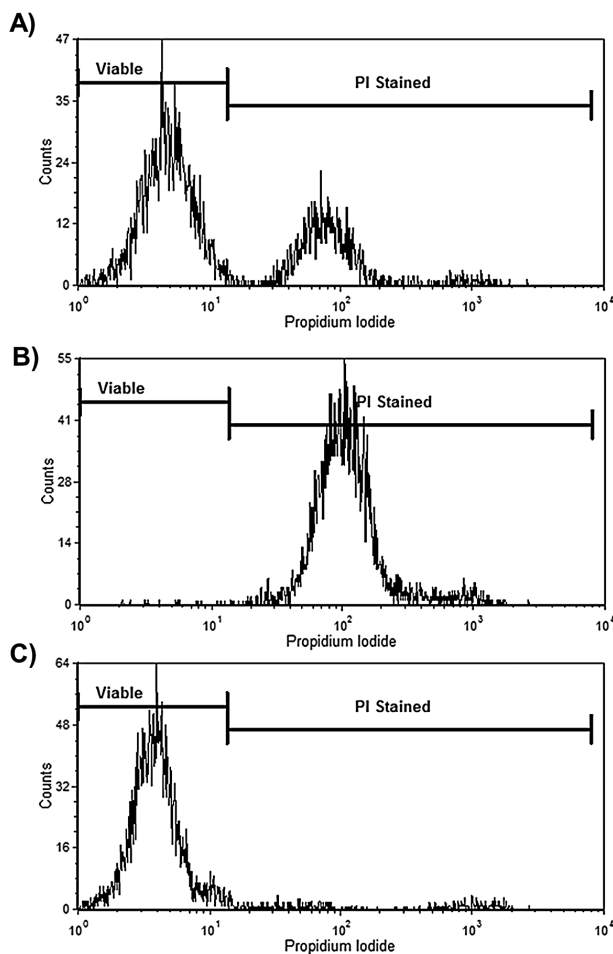 A)
47
Viable
PI Stained
35
24
12
0
Counts
10⁰ 10¹ 10² 10³ 10⁴
Propidium Iodide
B)
55
Viable
PI Stained
41
28
14
0
Counts
10⁰ 10¹ 10² 10³ 10⁴
Propidium Iodide
C)
64
Viable
PI Stained
48
32
16
0
Counts
10⁰ 10¹ 10² 10³ 10⁴
Propidium Iodide